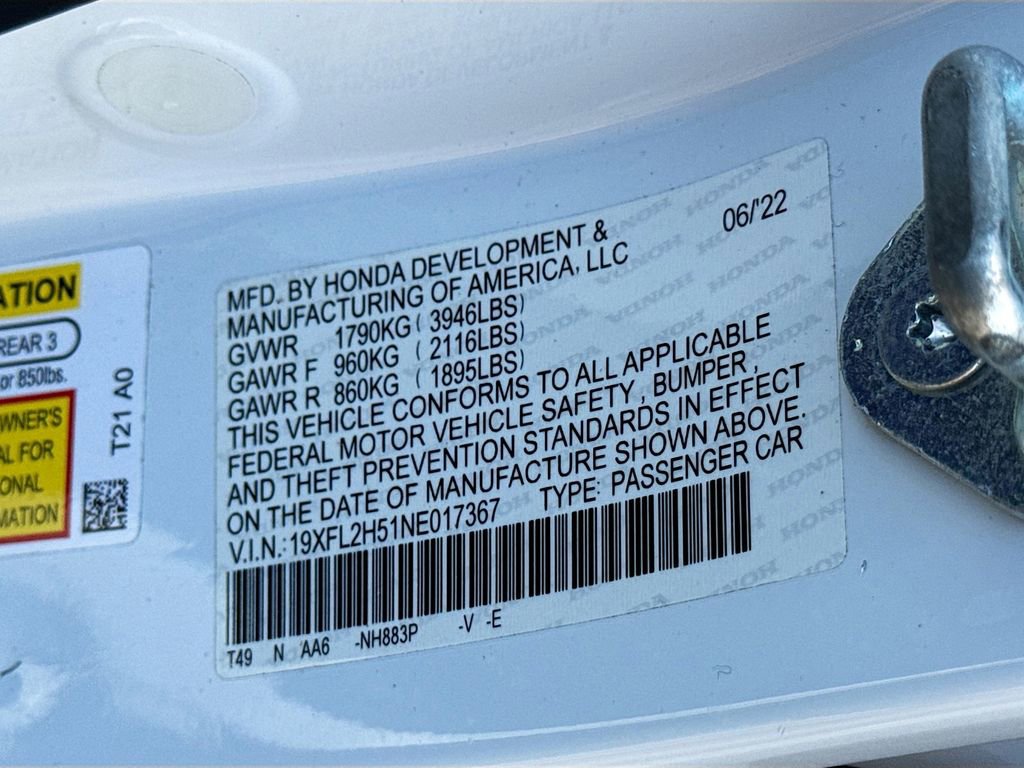 ATION
REAR 3
or 850lbs.
OWNER'S
AL FOR
ONAL
MATION
T21 A0
06/'22
MFD. BY HONDA DEVELOPMENT &
MANUFACTURING OF AMERICA, LLC
GVWR 1790KG ( 3946LBS)
GAWR F 960KG ( 2116LBS)
GAWR R 860KG ( 1895LBS)
THIS VEHICLE CONFORMS TO ALL APPLICABLE
FEDERAL MOTOR VEHICLE SAFETY, BUMPER,
AND THEFT PREVENTION STANDARDS IN EFFECT
ON THE DATE OF MANUFACTURE SHOWN ABOVE.
V.I.N.:19XFL2H51NE017367 TYPE: PASSENGER CAR
T49 N AA6 -NH883P -V -E